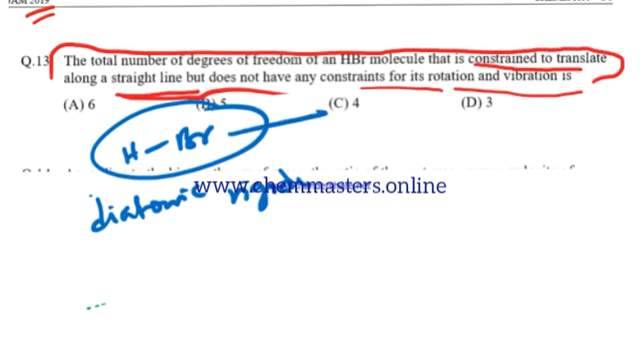 Q.13 The total number of degrees of freedom of an HBr molecule that is constrained to translate
along a straight line but does not have any constraints for its rotation and vibration is
(A) 6 (B) 5 (C) 4 (D) 3
H - Br
www.chemmasters.online
diatomic